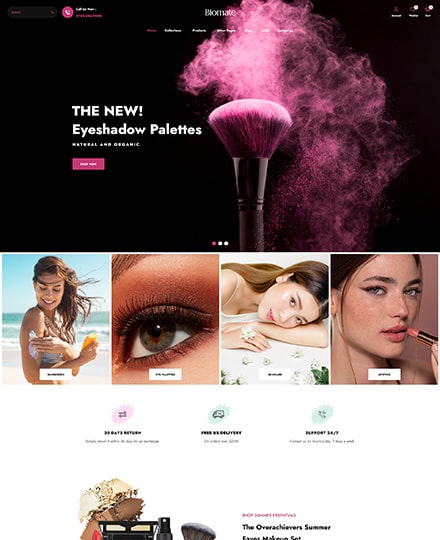 Search
Call Us Now :
Biomate
Account
Wishlist
Cart
Home
Collections
Products
Other Pages
Blog
Contact us
THE NEW!
Eyeshadow Palettes
NATURAL AND ORGANIC
SHOP NOW
SUNSCREEN
EYE PALETTES
SKINCARE
LIPSTICK
30 DAYS RETURN
Simply return it within 30 days for an exchange
FREE US DELIVERY
On orders over $200
SUPPORT 24/7
Contact us 24 hours a day, 7 days a week
SHOP SUMMER ESSENTIALS
The Overachievers Summer
Faves Makeup Set